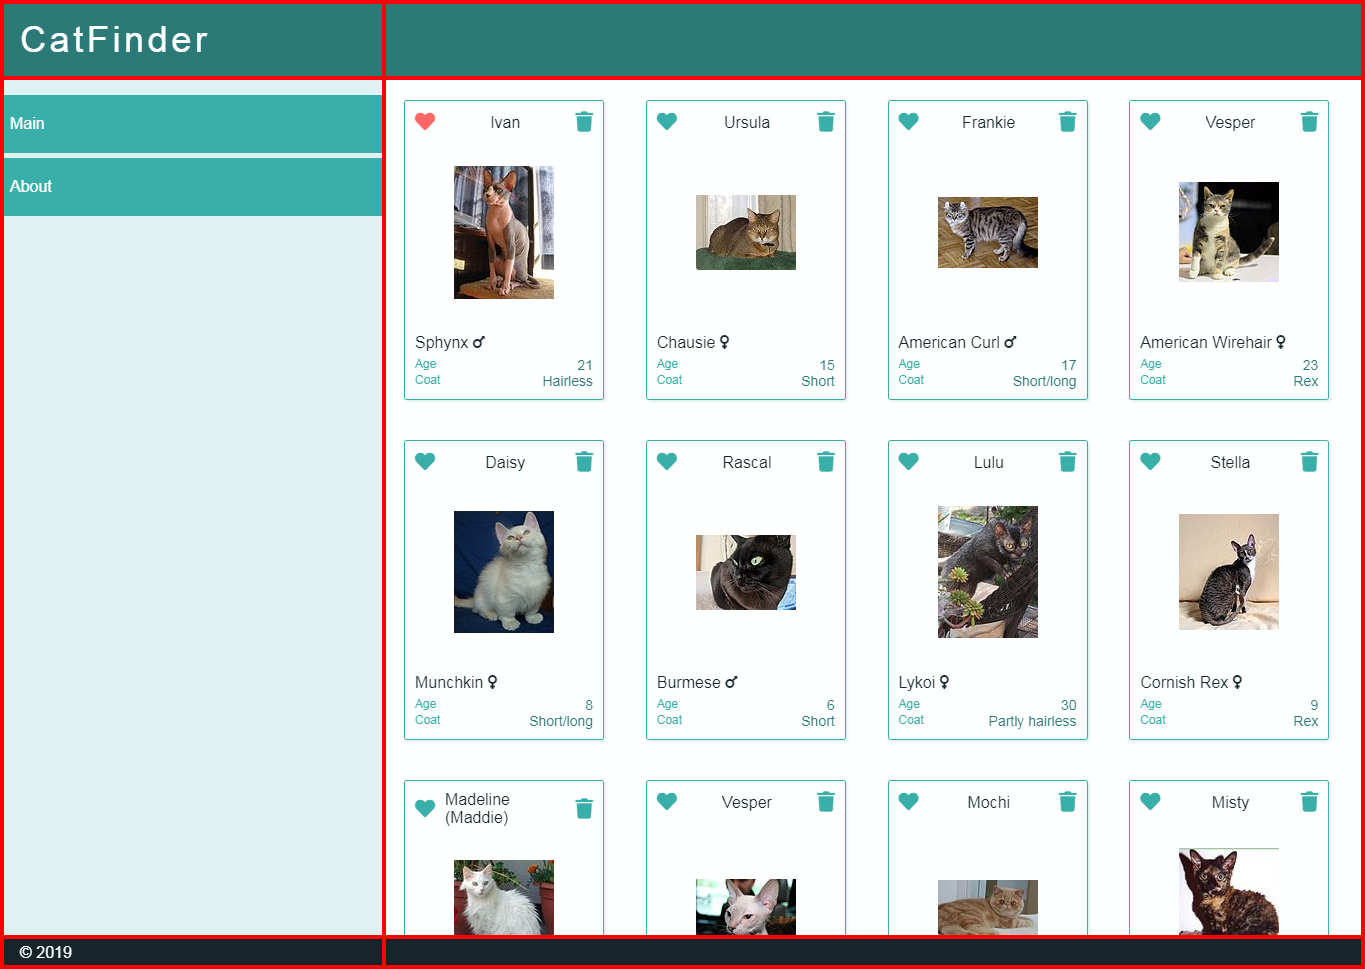 CatFinder
Main
About
Ivan
Sphynx ♂
Age 21
Coat Hairless
Ursula
Chausie ♀
Age 15
Coat Short
Frankie
American Curl ♂
Age 17
Coat Short/long
Vesper
American Wirehair ♀
Age 23
Coat Rex
Daisy
Munchkin ♀
Age 8
Coat Short/long
Rascal
Burmese ♂
Age 6
Coat Short
Lulu
Lykoi ♀
Age 30
Coat Partly hairless
Stella
Cornish Rex ♀
Age 9
Coat Rex
Madeline
(Maddie)
Vesper
Mochi
Misty
© 2019